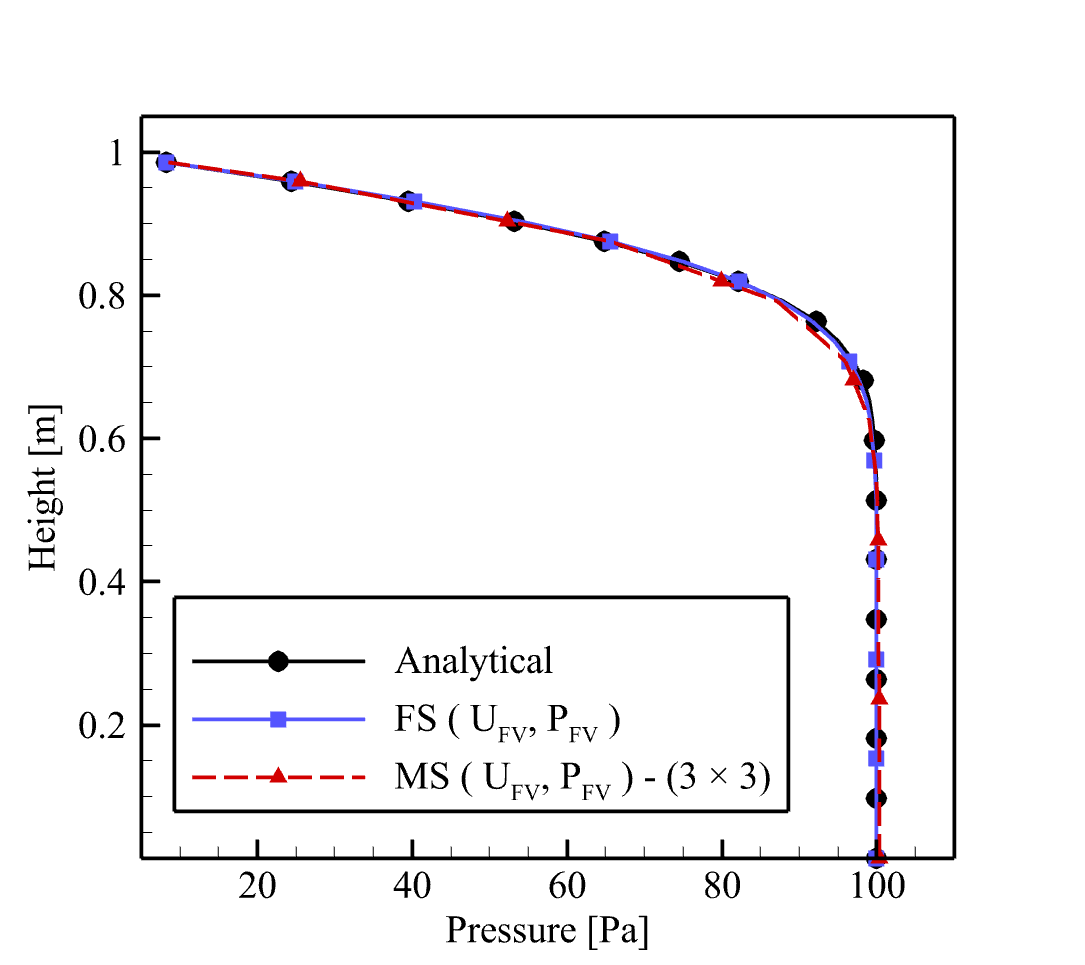 1
0.8
0.6
0.4
0.2
Height [m]
Analytical
FS ( U_FV, P_FV )
MS ( U_FV, P_FV ) - (3 × 3)
20 40 60 80 100
Pressure [Pa]